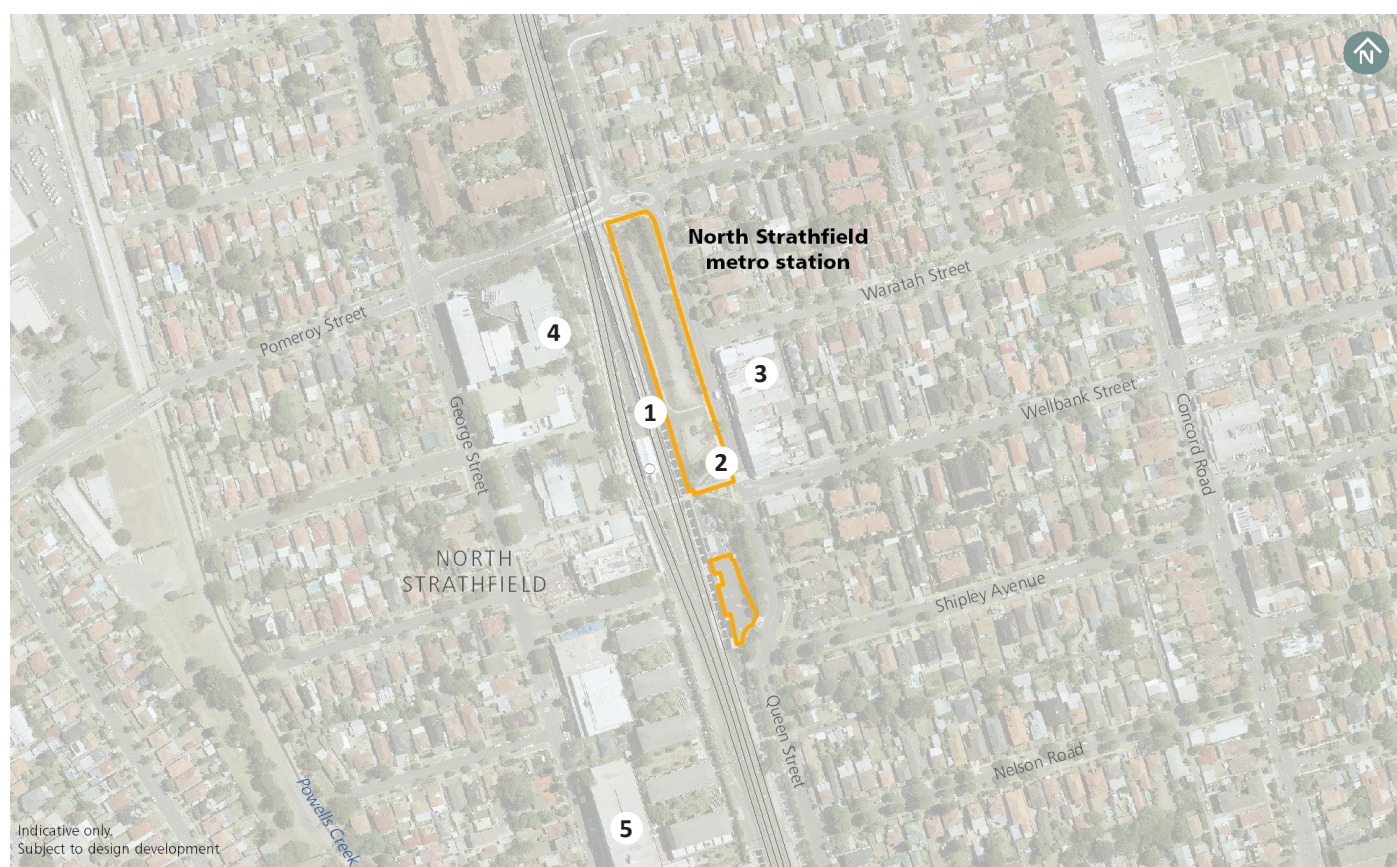 N
North Strathfield
metro station
Waratah Street
Pomeroy Street
4
3
Wellbank Street
1
George Street
Concord Road
2
NORTH
STRATHFIELD
Shipley Avenue
Queen Street
Nelson Road
Powells Creek
5
Indicative only.
Subject to design development